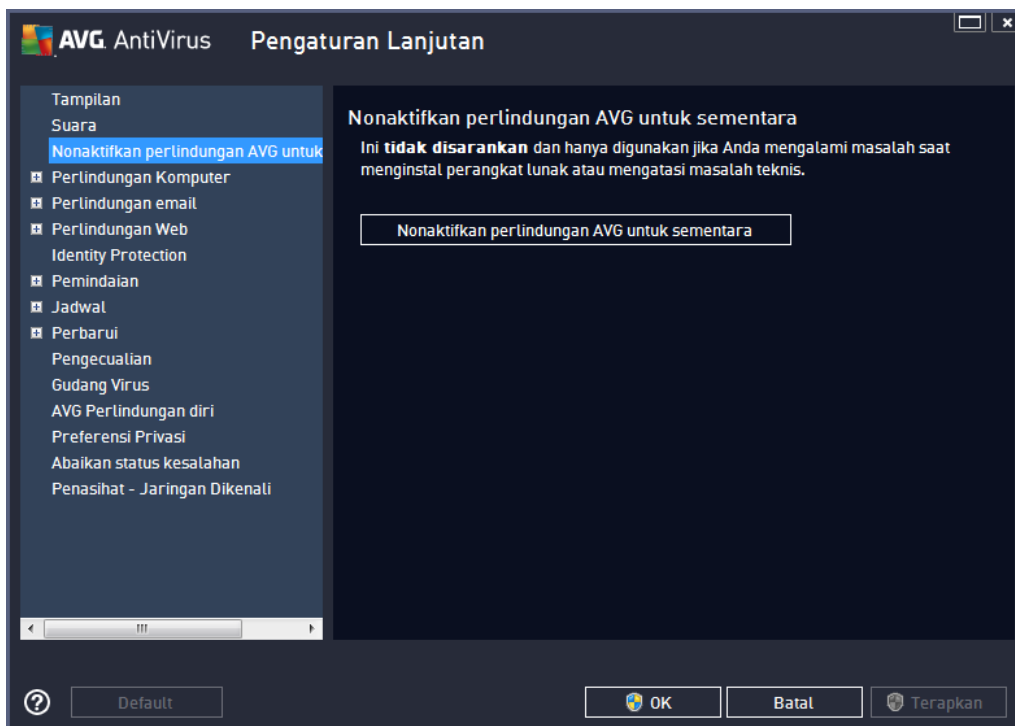 AVG AntiVirus Pengaturan Lanjutan
Tampilan
Suara
Nonaktifkan perlindungan AVG untuk
Perlindungan Komputer
Perlindungan email
Perlindungan Web
Identity Protection
Pemindaian
Jadwal
Perbarui
Pengecualian
Gudang Virus
AVG Perlindungan diri
Preferensi Privasi
Abaikan status kesalahan
Penasihat - Jaringan Dikenali
Nonaktifkan perlindungan AVG untuk sementara
Ini tidak disarankan dan hanya digunakan jika Anda mengalami masalah saat
menginstal perangkat lunak atau mengatasi masalah teknis.
Nonaktifkan perlindungan AVG untuk sementara
Default
OK
Batal
Terapkan